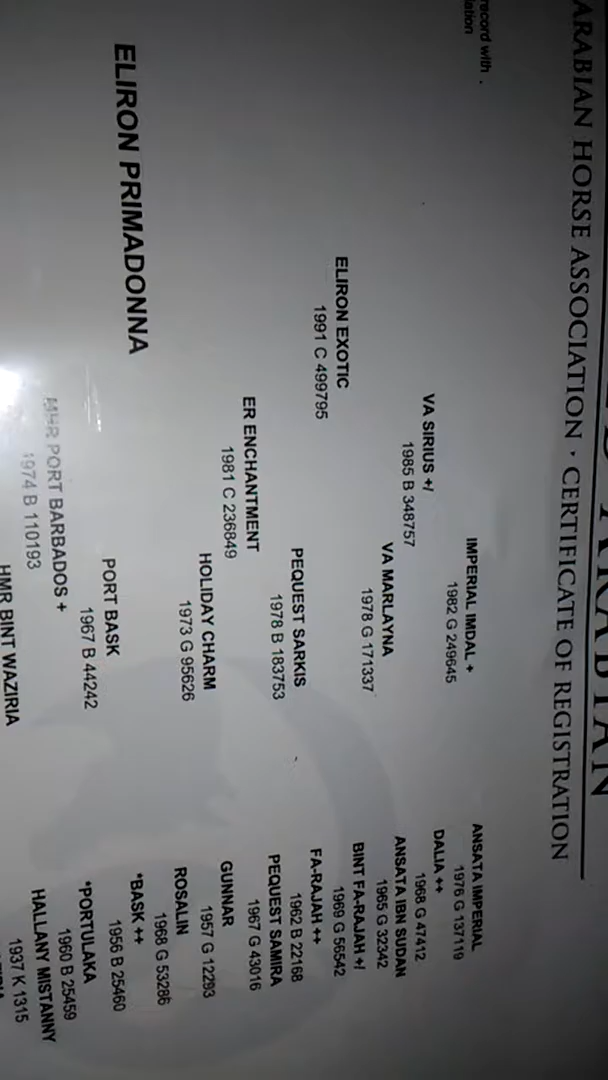 ARABIAN HORSE ASSOCIATION · CERTIFICATE OF REGISTRATION
record with .
IMPERIAL IMDAL +
1982 G 249645
ANSATA IMPERIAL
1976 G 137119
DALIA ++
1968 G 47412
VA SIRIUS +/
1985 B 348757
VA MARLAYNA
1978 G 171337
ANSATA IBN SUDAN
1965 G 32342
BINT FA-RAJAH +/
1969 G 56542
ELIRON EXOTIC
1991 C 499795
PEQUEST SARKIS
1978 B 183753
FA-RAJAH ++
1962 B 22168
PEQUEST SAMIRA
1967 G 43016
ER ENCHANTMENT
1981 C 236849
HOLIDAY CHARM
1973 G 95626
GUNNAR
1957 G 12293
ROSALIN
1968 G 53286
ELIRON PRIMADONNA
PORT BASK
1967 B 44242
*BASK ++
1956 B 25460
*PORTULAKA
1960 B 25459
MHR PORT BARBADOS +
1974 B 110193
HMR BINT WAZIRIA
HALLANY MISTANNY
1937 K 1315